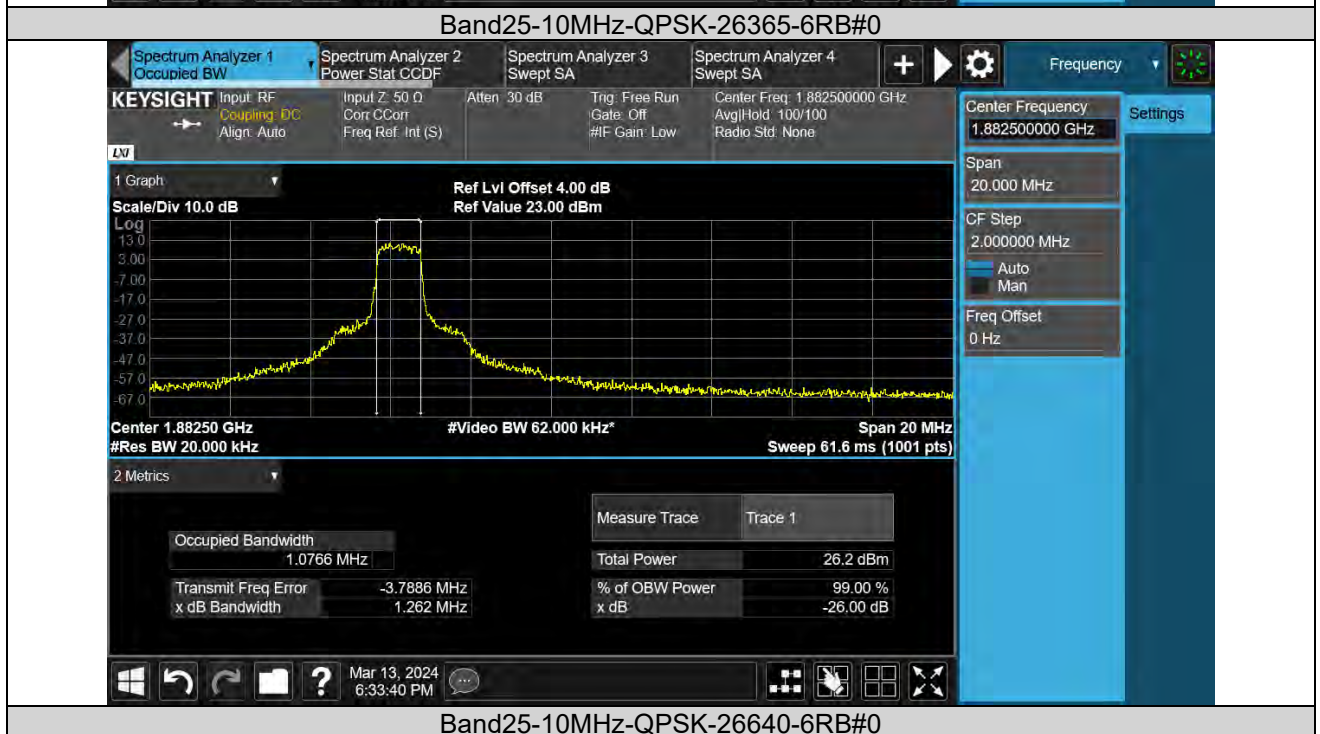 Band25-10MHz-QPSK-26365-6RB#0
Spectrum Analyzer 1
Occupied BW
Spectrum Analyzer 2
Power Stat CCDF
Spectrum Analyzer 3
Swept SA
Spectrum Analyzer 4
Swept SA
+
Frequency
KEYSIGHT
Input: RF
Coupling: DC
Align: Auto
Input Z: 50 Ω
Corr CCorr
Freq Ref: Int (S)
Atten: 30 dB
Trig: Free Run
Gate: Off
#IF Gain: Low
Center Freq: 1.882500000 GHz
Avg|Hold: 100/100
Radio Std: None
LXI
Center Frequency
1.882500000 GHz
Settings
Span
20.000 MHz
CF Step
2.000000 MHz
Auto
Man
Freq Offset
0 Hz
1 Graph
Scale/Div 10.0 dB
Ref Lvl Offset 4.00 dB
Ref Value 23.00 dBm
Log
13.0
3.00
-7.00
-17.0
-27.0
-37.0
-47.0
-57.0
-67.0
Center 1.88250 GHz
#Res BW 20.000 kHz
#Video BW 62.000 kHz*
Span 20 MHz
Sweep 61.6 ms (1001 pts)
2 Metrics
Measure Trace
Trace 1
Occupied Bandwidth
1.0766 MHz
Total Power
26.2 dBm
Transmit Freq Error
-3.7886 MHz
% of OBW Power
99.00 %
x dB Bandwidth
1.262 MHz
x dB
-26.00 dB
?
Mar 13, 2024
6:33:40 PM
Band25-10MHz-QPSK-26640-6RB#0